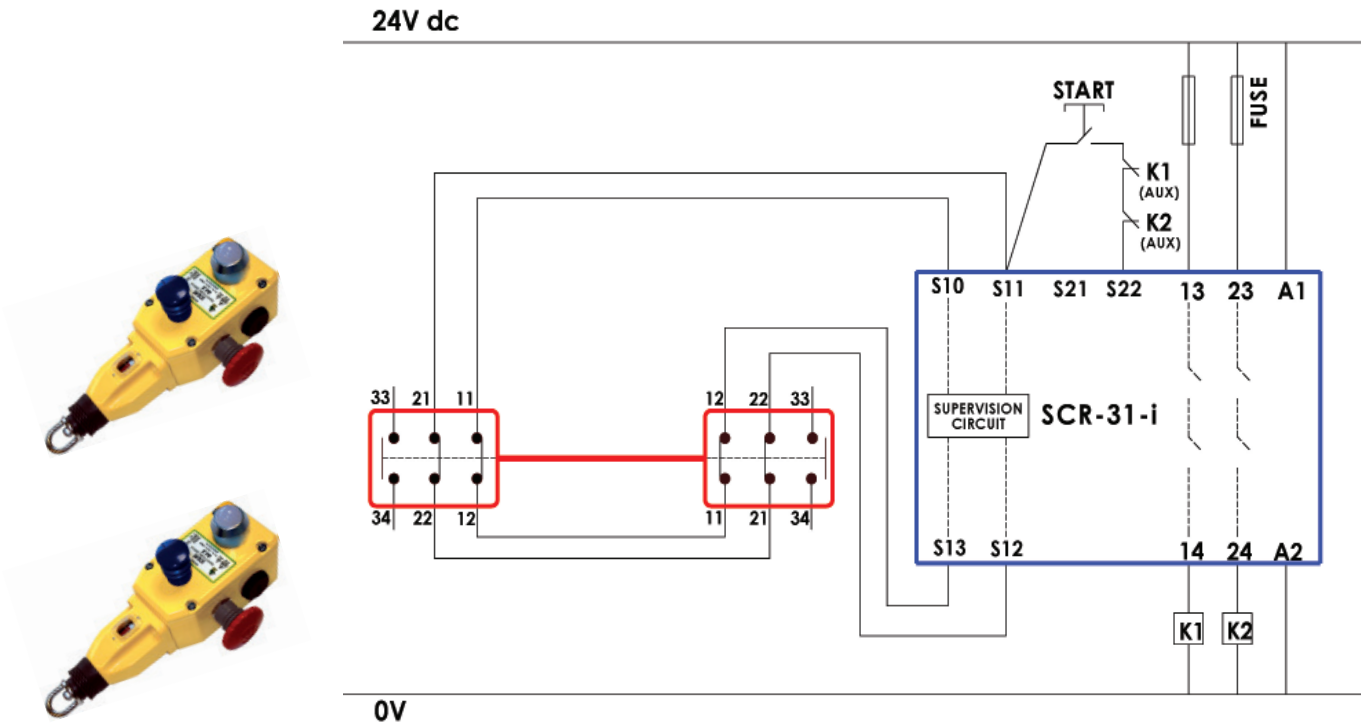 24V dc
START
FUSE
K1
(AUX)
K2
(AUX)
S10 S11 S21 S22 13 23 A1
33 21 11
12 22 33
SUPERVISION
CIRCUIT
SCR-31-i
34 22 12
11 21 34
S13 S12 14 24 A2
K1 K2
0V